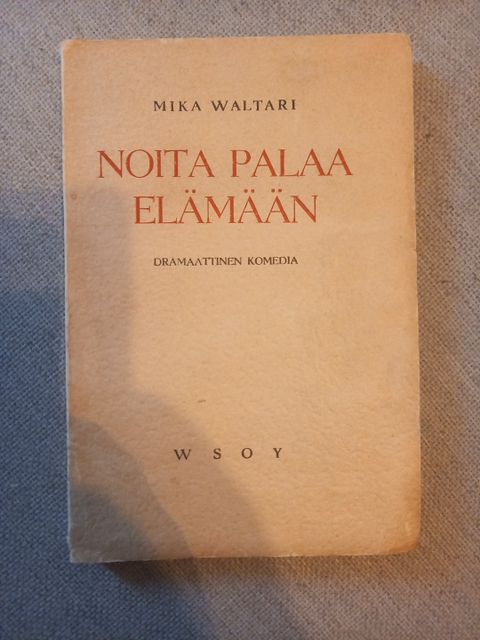 MIKA WALTARI
NOITA PALAA
ELÄMÄÄN
DRAMAATTINEN KOMEDIA
W S O Y